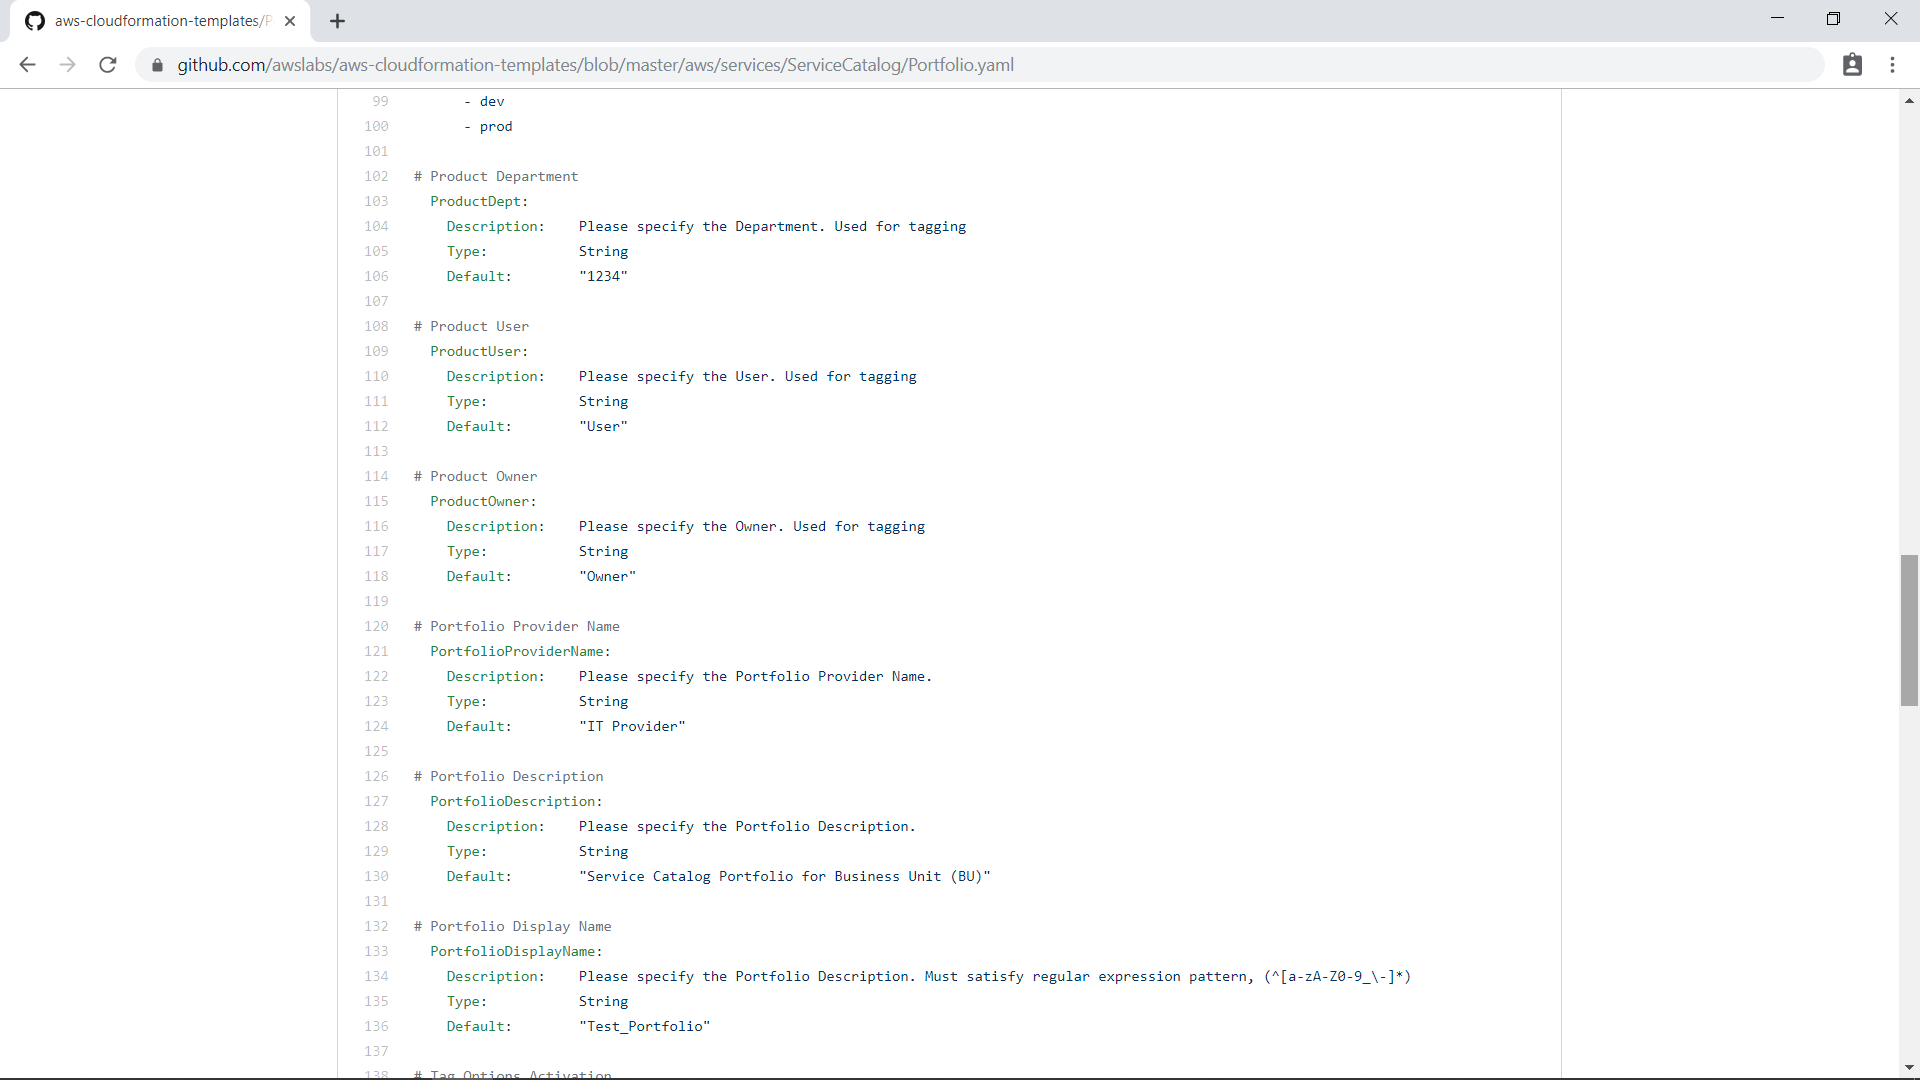 aws-cloudformation-templates/P
github.com/awslabs/aws-cloudformation-templates/blob/master/aws/services/ServiceCatalog/Portfolio.yaml
99 - dev
100 - prod
101
102 # Product Department
103 ProductDept:
104 Description: Please specify the Department. Used for tagging
105 Type: String
106 Default: "1234"
107
108 # Product User
109 ProductUser:
110 Description: Please specify the User. Used for tagging
111 Type: String
112 Default: "User"
113
114 # Product Owner
115 ProductOwner:
116 Description: Please specify the Owner. Used for tagging
117 Type: String
118 Default: "Owner"
119
120 # Portfolio Provider Name
121 PortfolioProviderName:
122 Description: Please specify the Portfolio Provider Name.
123 Type: String
124 Default: "IT Provider"
125
126 # Portfolio Description
127 PortfolioDescription:
128 Description: Please specify the Portfolio Description.
129 Type: String
130 Default: "Service Catalog Portfolio for Business Unit (BU)"
131
132 # Portfolio Display Name
133 PortfolioDisplayName:
134 Description: Please specify the Portfolio Description. Must satisfy regular expression pattern, (^[a-zA-Z0-9_\-]*)
135 Type: String
136 Default: "Test_Portfolio"
137
138 # Tag Options Activation